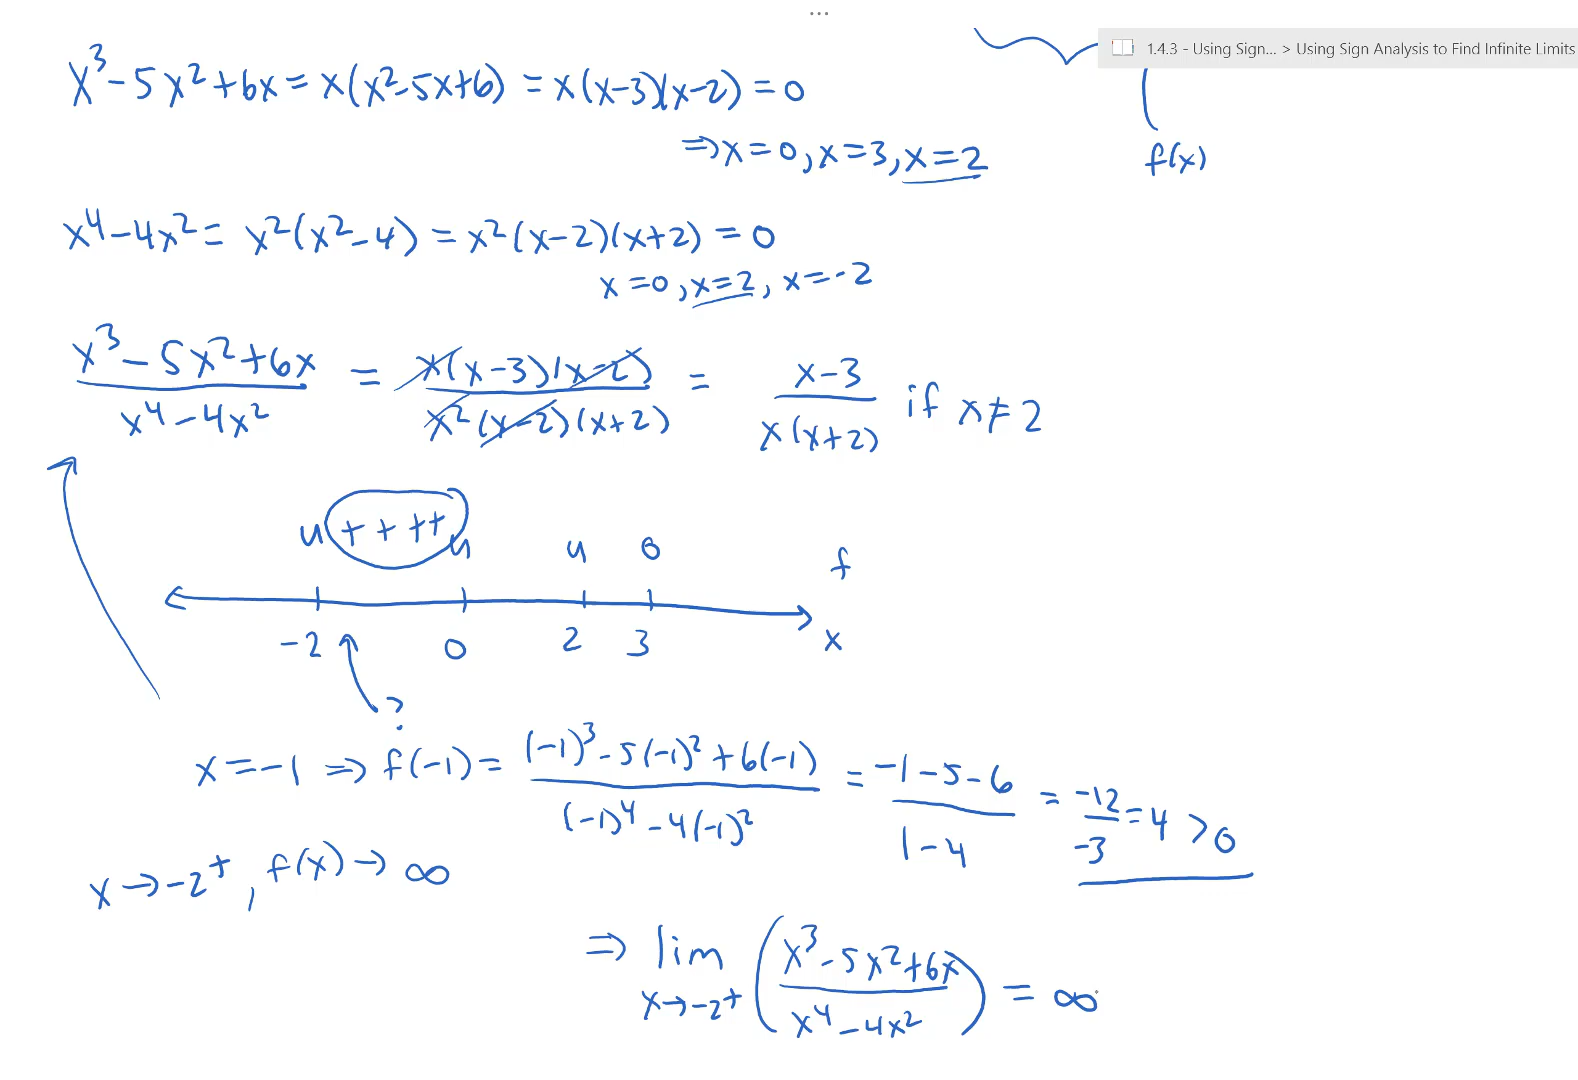 ...
1.4.3 - Using Sign... > Using Sign Analysis to Find Infinite Limits
x³-5x²+6x = x(x²-5x+6) = x(x-3)(x-2) = 0
⇒ x=0, x=3, x=2
f(x)
x⁴-4x² = x²(x²-4) = x²(x-2)(x+2) = 0
x=0, x=2, x=-2
(x³-5x²+6x)/(x⁴-4x²) = (x(x-3)(x-2))/(x²(x-2)(x+2)) = (x-3)/(x(x+2)) if x≠2
u + + + + u u 0 f
-2 0 2 3 x
?
x=-1 ⇒ f(-1) = ((-1)³-5(-1)²+6(-1))/((-1)⁴-4(-1)²) = (-1-5-6)/(1-4) = (-12)/(-3) = 4 > 0
x→-2⁺, f(x)→∞
⇒ lim x→-2⁺ ((x³-5x²+6x)/(x⁴-4x²)) = ∞